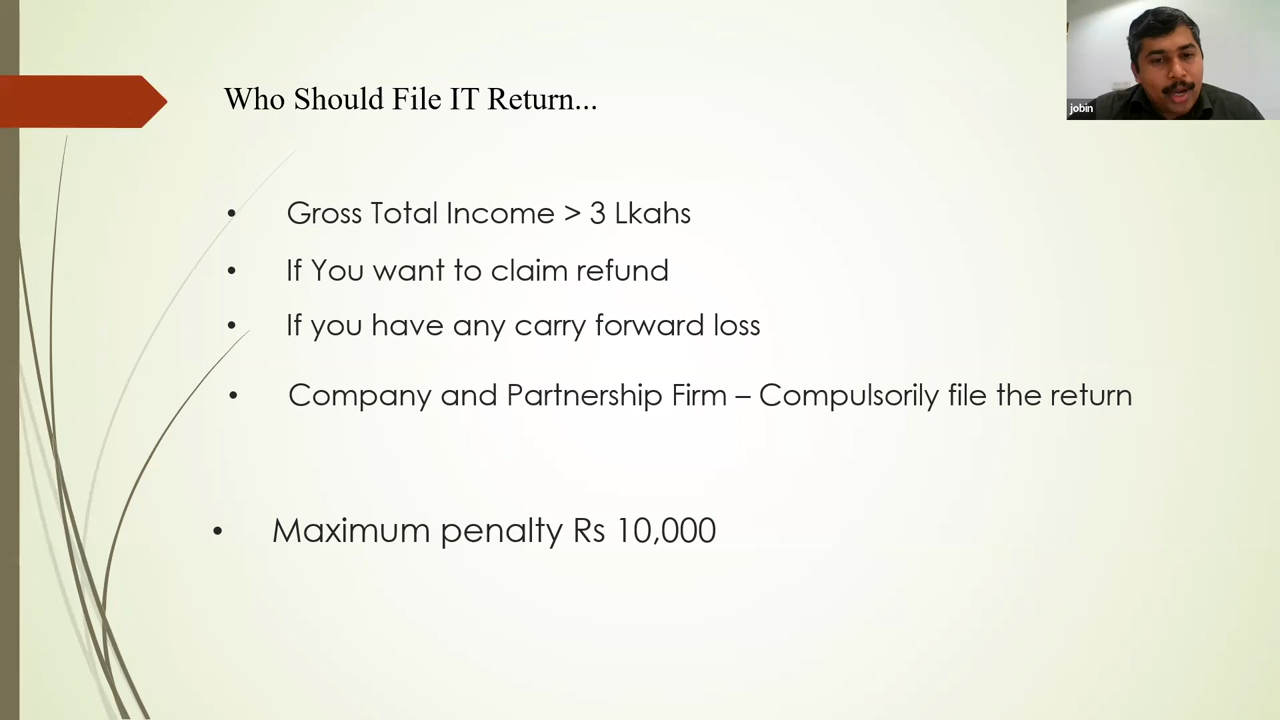 Who Should File IT Return...
jobin
• Gross Total Income > 3 Lkahs
• If You want to claim refund
• If you have any carry forward loss
• Company and Partnership Firm – Compulsorily file the return
• Maximum penalty Rs 10,000